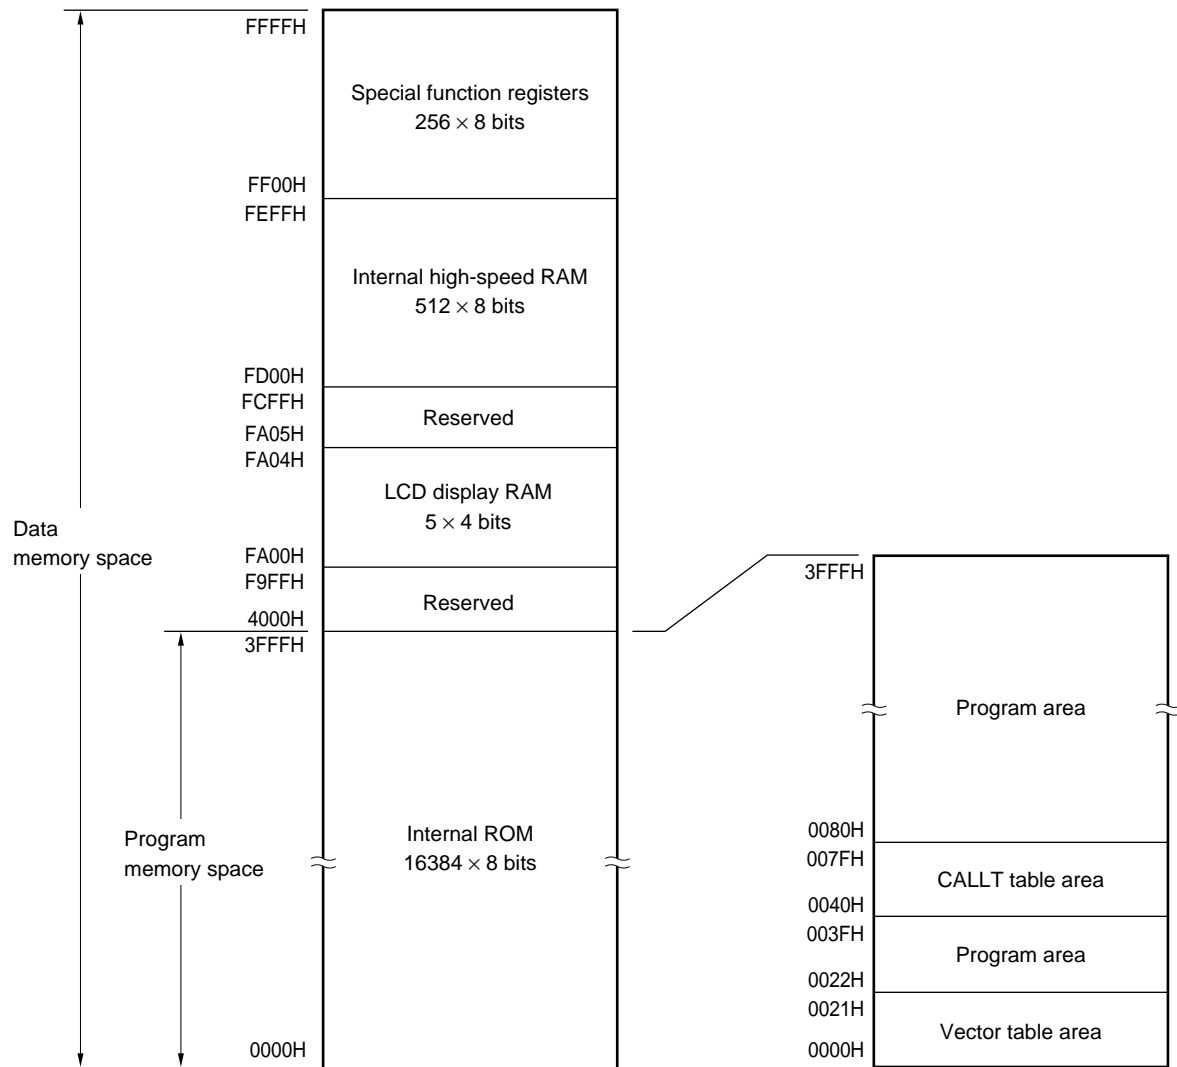 FFFFH
Special function registers
256 × 8 bits
FF00H
FEFFH
Internal high-speed RAM
512 × 8 bits
FD00H
FCFFH
Reserved
FA05H
FA04H
LCD display RAM
5 × 4 bits
Data
memory space
FA00H
F9FFH
Reserved
4000H
3FFFH
Program
memory space
Internal ROM
16384 × 8 bits
0000H
3FFFH
Program area
0080H
007FH
CALLT table area
0040H
003FH
Program area
0022H
0021H
Vector table area
0000H